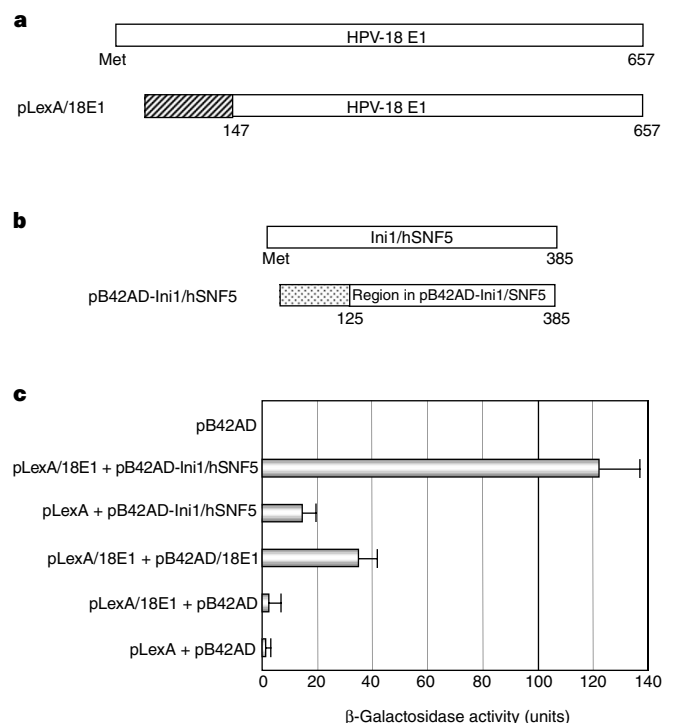 a
HPV-18 E1
Met 657
pLexA/18E1 HPV-18 E1
147 657
b
Ini1/hSNF5
Met 385
pB42AD-Ini1/hSNF5 Region in pB42AD-Ini1/SNF5
125 385
c
pB42AD
pLexA/18E1 + pB42AD-Ini1/hSNF5
pLexA + pB42AD-Ini1/hSNF5
pLexA/18E1 + pB42AD/18E1
pLexA/18E1 + pB42AD
pLexA + pB42AD
0 20 40 60 80 100 120 140
β-Galactosidase activity (units)